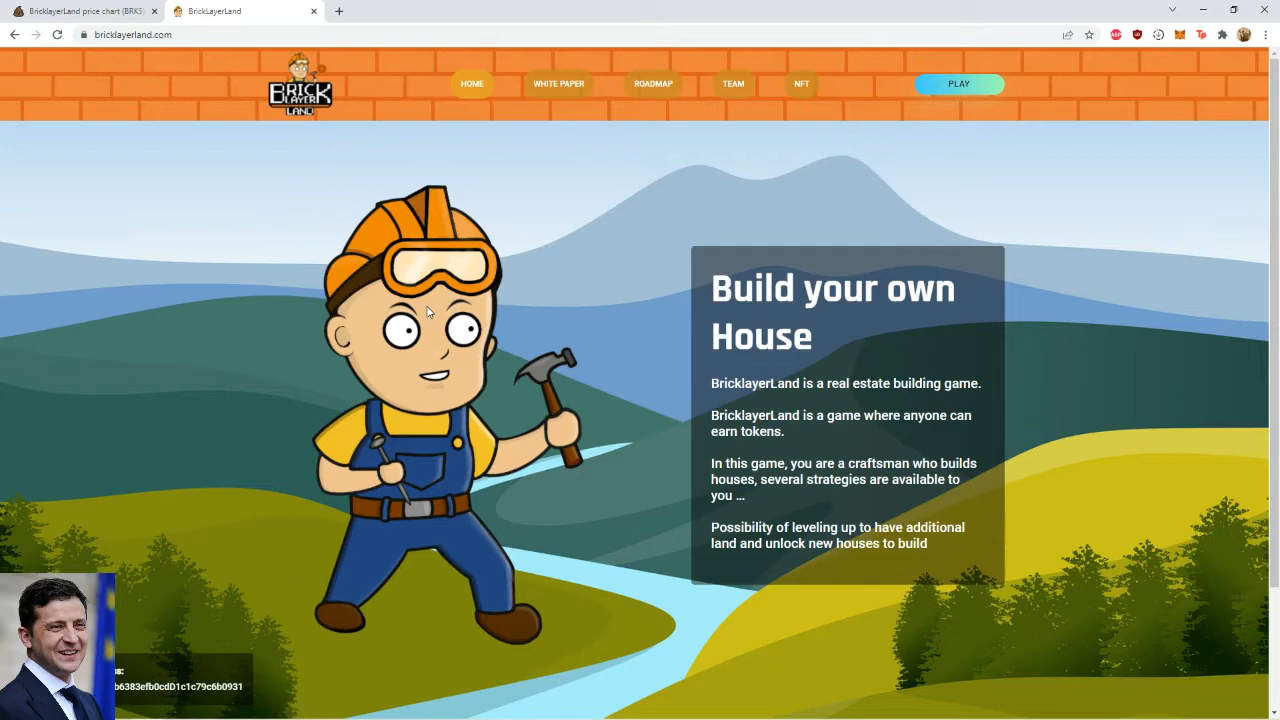 BricklayerLand price chart (BRKS)
BrickLayerLand
bricklayerland.com
BRICK
LAYER
LAND
HOME
WHITE PAPER
ROADMAP
TEAM
NFT
PLAY
Build your own
House
BricklayerLand is a real estate building game.
BricklayerLand is a game where anyone can
earn tokens.
In this game, you are a craftsman who builds
houses, several strategies are available to
you ...
Possibility of leveling up to have additional
land and unlock new houses to build
b6383efb0cdD1c1c79c6b0931